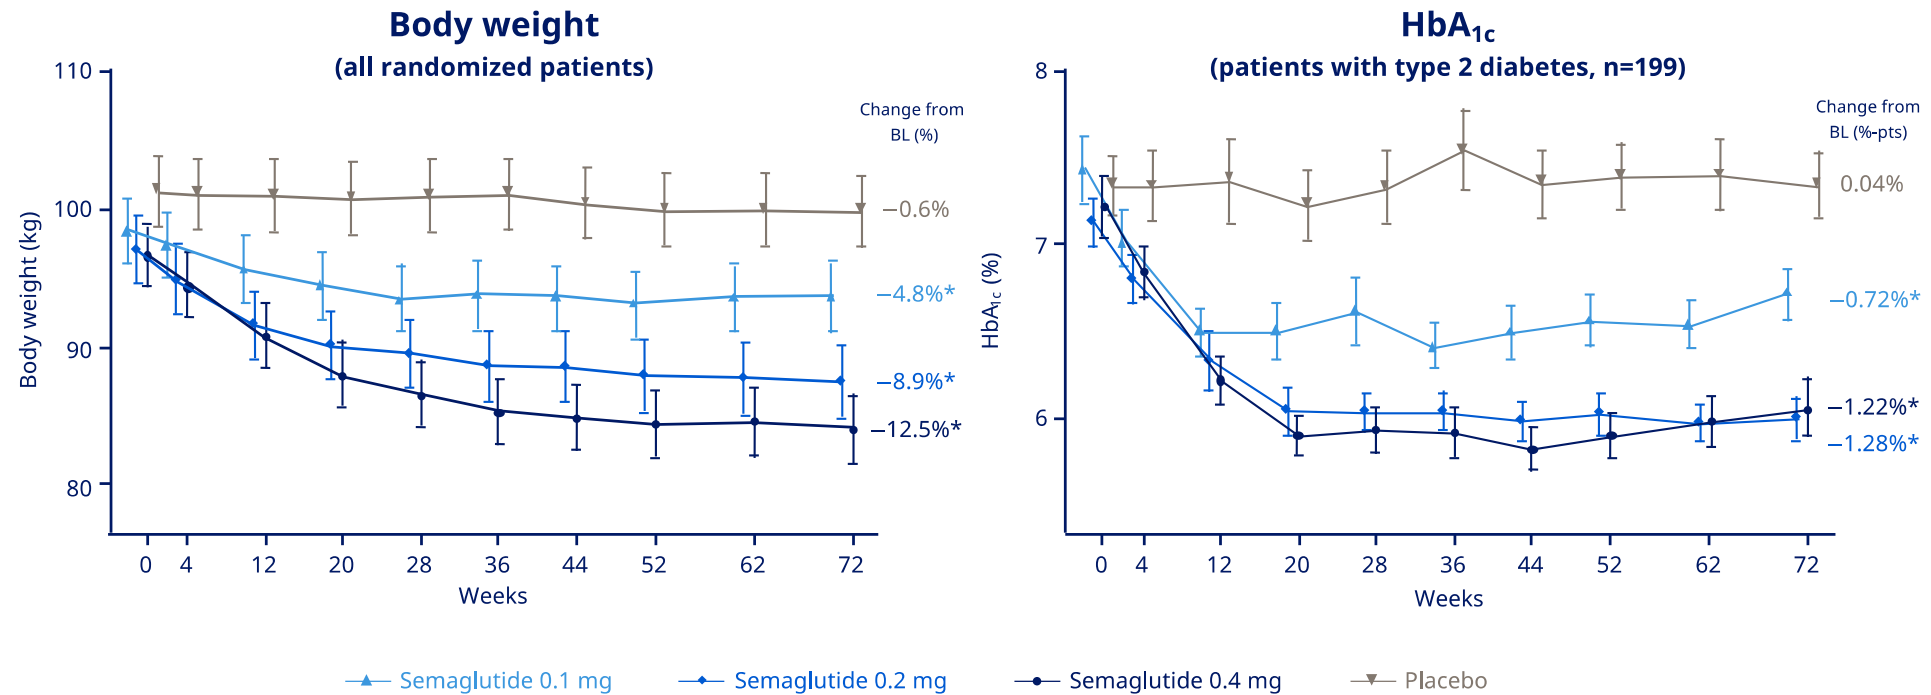 Body weight
(all randomized patients)
Change from
BL (%)
Body weight (kg)
110
100
90
80
−0.6%
−4.8%*
−8.9%*
−12.5%*
0 4 12 20 28 36 44 52 62 72
Weeks
HbA1c
(patients with type 2 diabetes, n=199)
Change from
BL (%-pts)
HbA1c (%)
8
7
6
0.04%
−0.72%*
−1.22%*
−1.28%*
0 4 12 20 28 36 44 52 62 72
Weeks
Semaglutide 0.1 mg Semaglutide 0.2 mg Semaglutide 0.4 mg Placebo